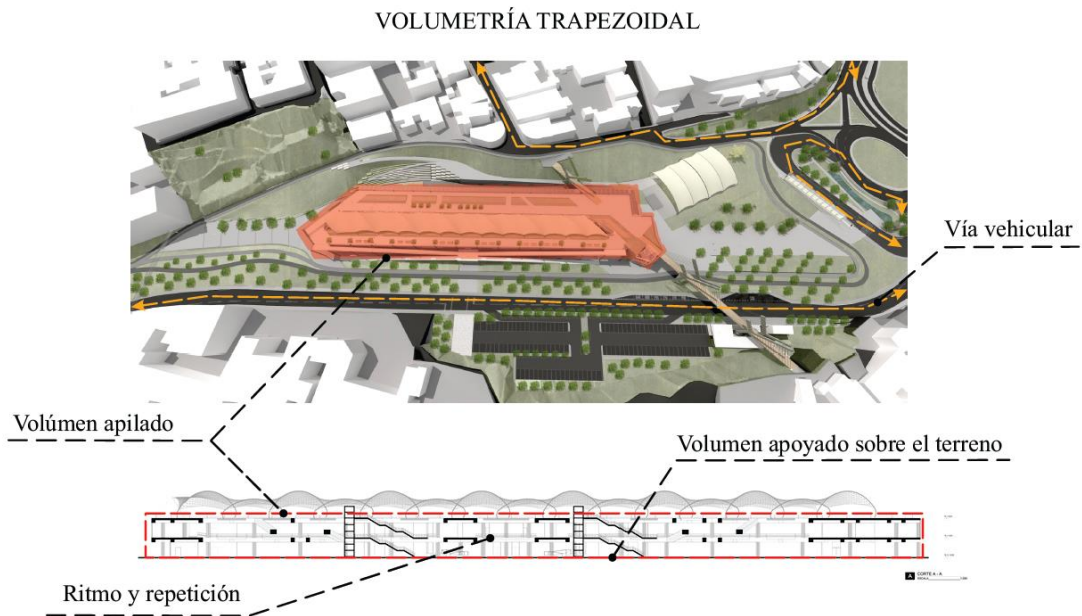 VOLUMETRÍA TRAPEZOIDAL
Vía vehicular
Volúmen apilado
Volumen apoyado sobre el terreno
Ritmo y repetición
A CORTE A - A